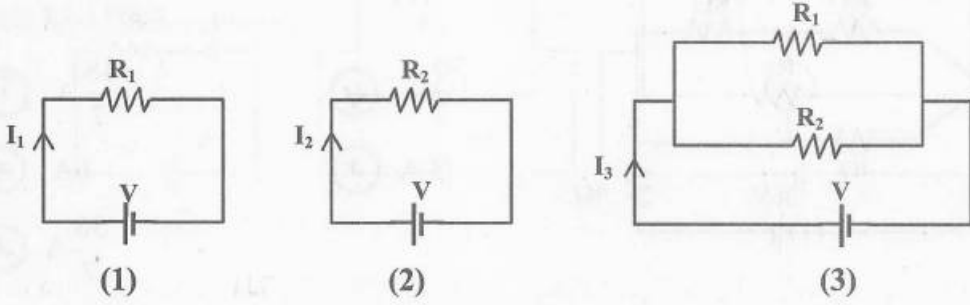 R₁
I₁
V
(1)
R₂
I₂
V
(2)
R₁
R₂
I₃
V
(3)